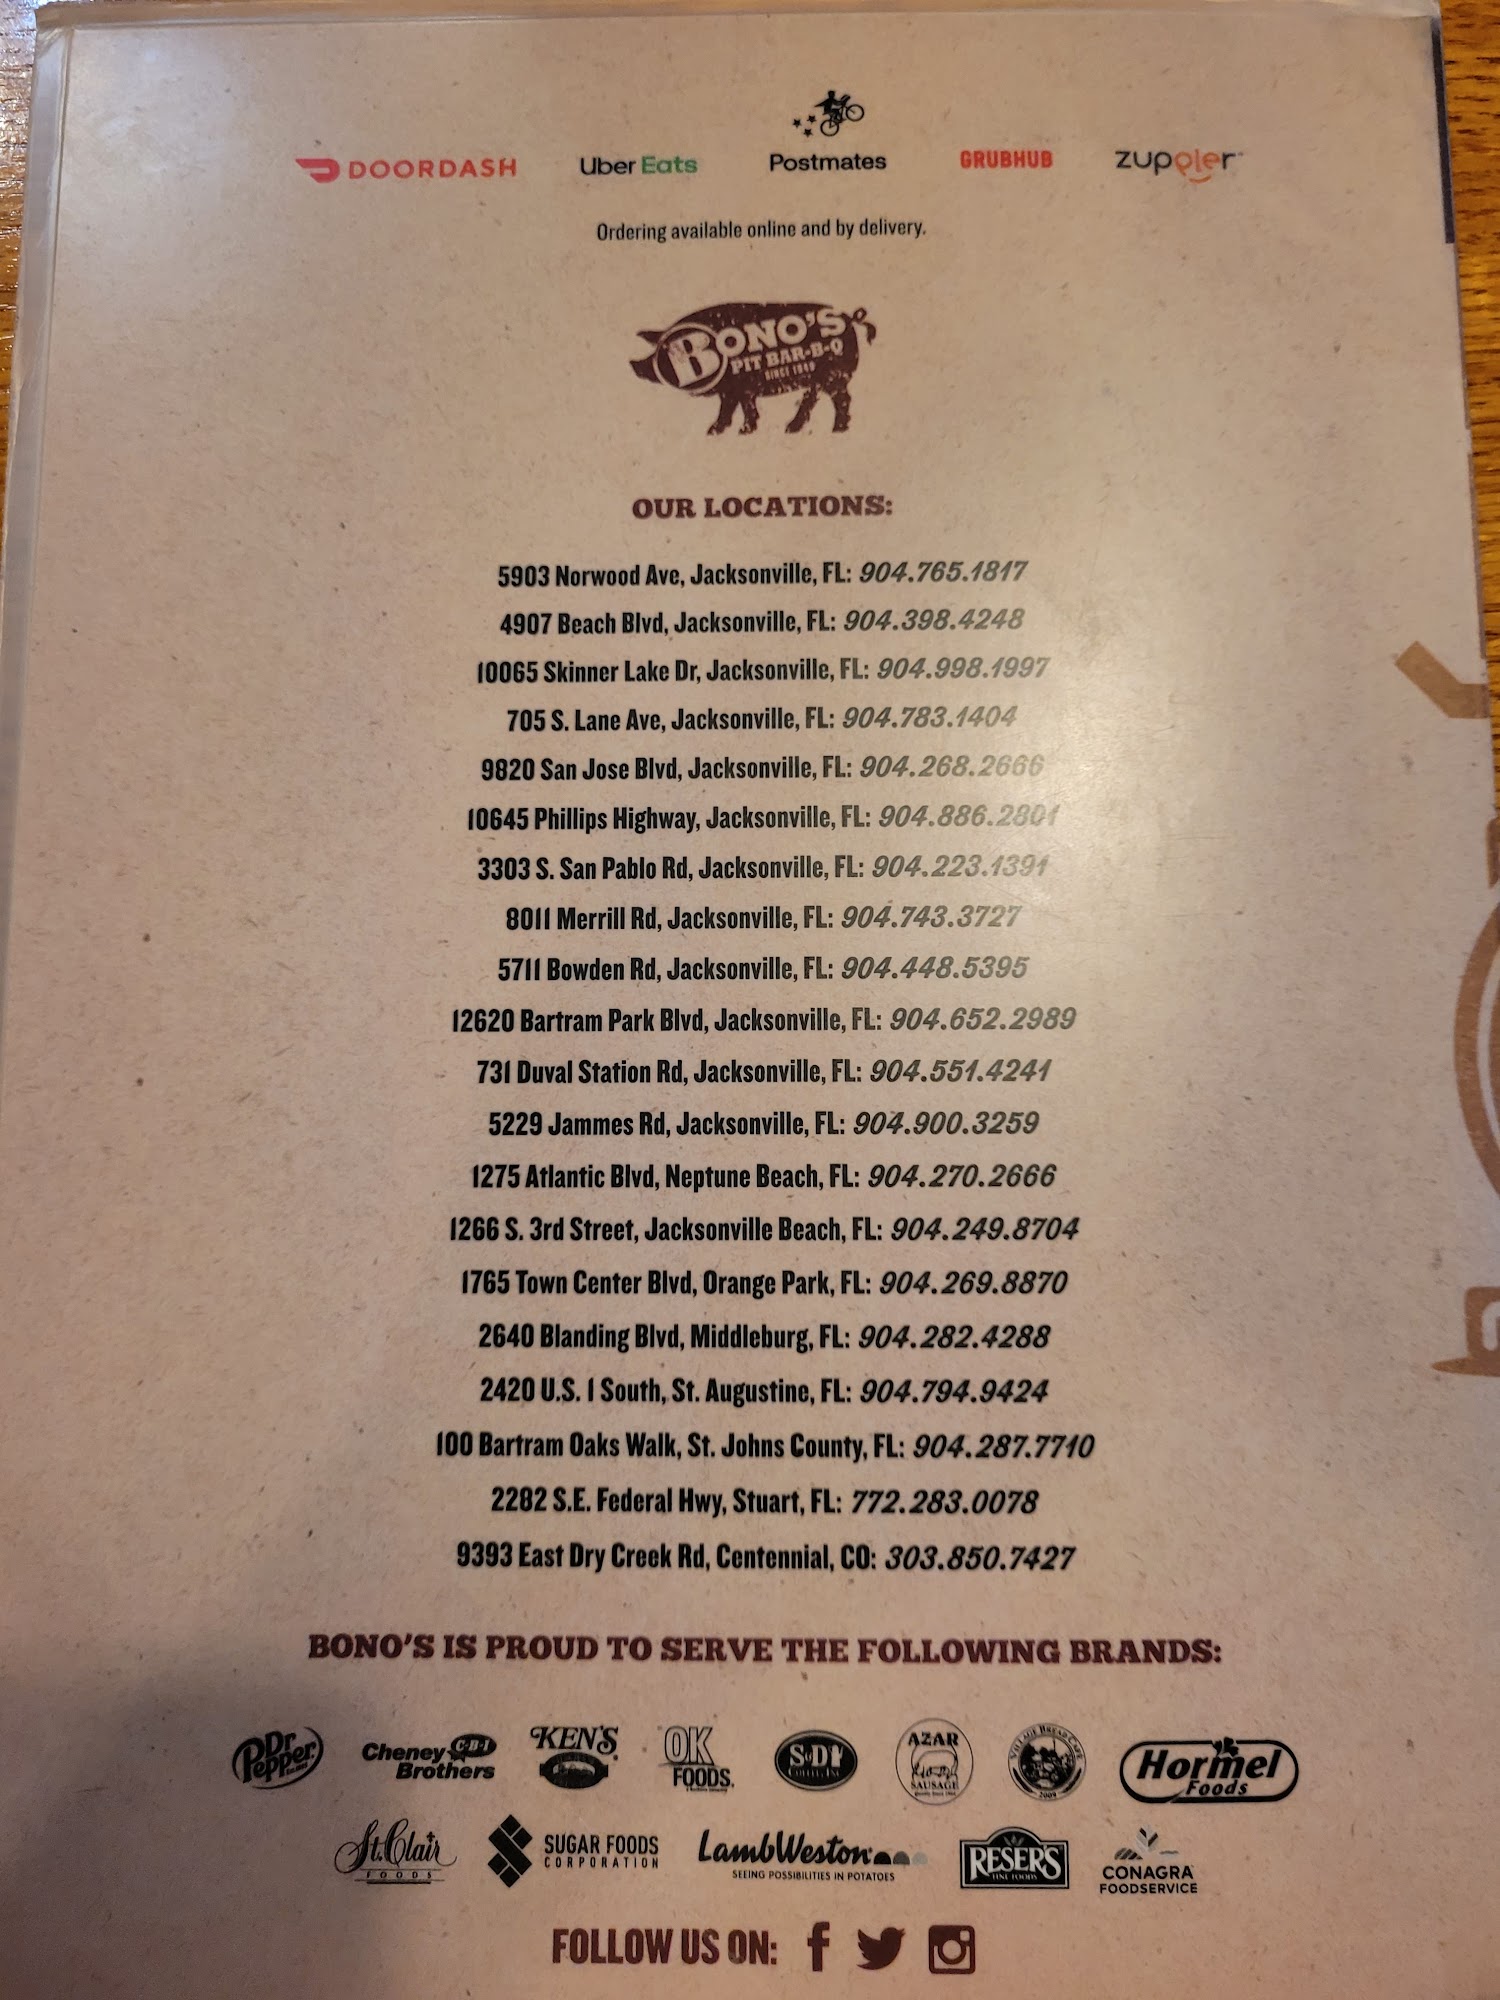 DOORDASH Uber Eats Postmates GRUBHUB zuppler
Ordering available online and by delivery.
BONO'S
PIT BAR-B-Q
SINCE 1949
OUR LOCATIONS:
5903 Norwood Ave, Jacksonville, FL: 904.765.1817
4907 Beach Blvd, Jacksonville, FL: 904.398.4248
10065 Skinner Lake Dr, Jacksonville, FL: 904.998.1997
705 S. Lane Ave, Jacksonville, FL: 904.783.1404
9820 San Jose Blvd, Jacksonville, FL: 904.268.2666
10645 Phillips Highway, Jacksonville, FL: 904.886.2801
3303 S. San Pablo Rd, Jacksonville, FL: 904.223.1391
8011 Merrill Rd, Jacksonville, FL: 904.743.3727
5711 Bowden Rd, Jacksonville, FL: 904.448.5395
12620 Bartram Park Blvd, Jacksonville, FL: 904.652.2989
731 Duval Station Rd, Jacksonville, FL: 904.551.4241
5229 Jammes Rd, Jacksonville, FL: 904.900.3259
1275 Atlantic Blvd, Neptune Beach, FL: 904.270.2666
1266 S. 3rd Street, Jacksonville Beach, FL: 904.249.8704
1765 Town Center Blvd, Orange Park, FL: 904.269.8870
2640 Blanding Blvd, Middleburg, FL: 904.282.4288
2420 U.S. 1 South, St. Augustine, FL: 904.794.9424
100 Bartram Oaks Walk, St. Johns County, FL: 904.287.7710
2282 S.E. Federal Hwy, Stuart, FL: 772.283.0078
9393 East Dry Creek Rd, Centennial, CO: 303.850.7427
BONO'S IS PROUD TO SERVE THE FOLLOWING BRANDS:
Dr Pepper
Cheney C-B-I
Brothers
KEN'S
OK
FOODS.
S&D
AZAR
SAUSAGE
VILLAGE BREAD CAFE
Hormel
Foods
St. Clair
FOODS
SUGAR FOODS
CORPORATION
LambWeston
SEEING POSSIBILITIES IN POTATOES
RESER'S
FINE FOODS
CONAGRA
FOODSERVICE
FOLLOW US ON: